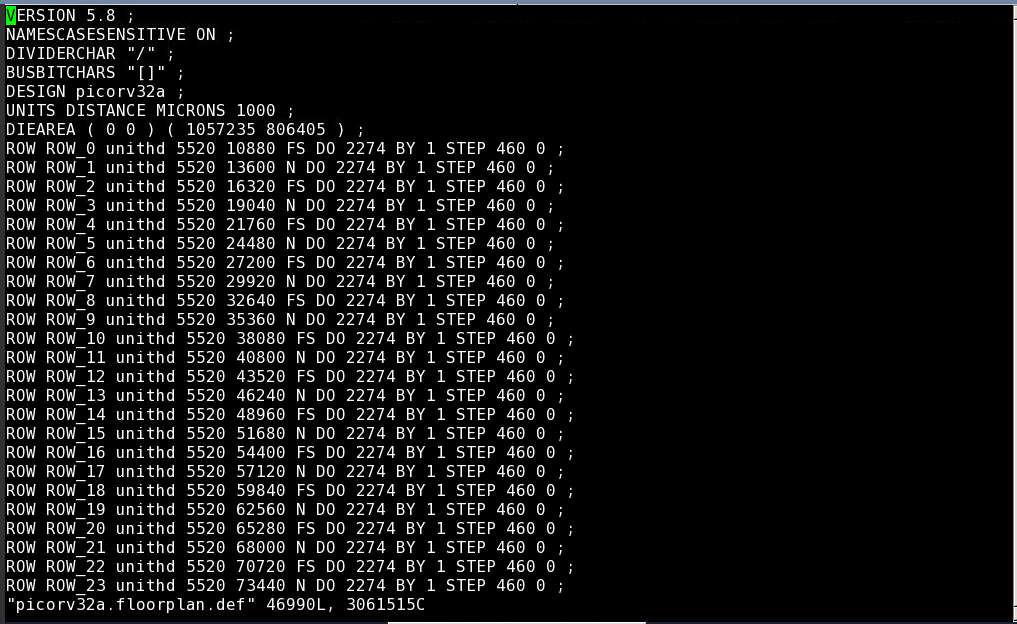 VERSION 5.8 ;
NAMESCASESENSITIVE ON ;
DIVIDERCHAR "/" ;
BUSBITCHARS "[]" ;
DESIGN picorv32a ;
UNITS DISTANCE MICRONS 1000 ;
DIEAREA ( 0 0 ) ( 1057235 806405 ) ;
ROW ROW_0 unithd 5520 10880 FS DO 2274 BY 1 STEP 460 0 ;
ROW ROW_1 unithd 5520 13600 N DO 2274 BY 1 STEP 460 0 ;
ROW ROW_2 unithd 5520 16320 FS DO 2274 BY 1 STEP 460 0 ;
ROW ROW_3 unithd 5520 19040 N DO 2274 BY 1 STEP 460 0 ;
ROW ROW_4 unithd 5520 21760 FS DO 2274 BY 1 STEP 460 0 ;
ROW ROW_5 unithd 5520 24480 N DO 2274 BY 1 STEP 460 0 ;
ROW ROW_6 unithd 5520 27200 FS DO 2274 BY 1 STEP 460 0 ;
ROW ROW_7 unithd 5520 29920 N DO 2274 BY 1 STEP 460 0 ;
ROW ROW_8 unithd 5520 32640 FS DO 2274 BY 1 STEP 460 0 ;
ROW ROW_9 unithd 5520 35360 N DO 2274 BY 1 STEP 460 0 ;
ROW ROW_10 unithd 5520 38080 FS DO 2274 BY 1 STEP 460 0 ;
ROW ROW_11 unithd 5520 40800 N DO 2274 BY 1 STEP 460 0 ;
ROW ROW_12 unithd 5520 43520 FS DO 2274 BY 1 STEP 460 0 ;
ROW ROW_13 unithd 5520 46240 N DO 2274 BY 1 STEP 460 0 ;
ROW ROW_14 unithd 5520 48960 FS DO 2274 BY 1 STEP 460 0 ;
ROW ROW_15 unithd 5520 51680 N DO 2274 BY 1 STEP 460 0 ;
ROW ROW_16 unithd 5520 54400 FS DO 2274 BY 1 STEP 460 0 ;
ROW ROW_17 unithd 5520 57120 N DO 2274 BY 1 STEP 460 0 ;
ROW ROW_18 unithd 5520 59840 FS DO 2274 BY 1 STEP 460 0 ;
ROW ROW_19 unithd 5520 62560 N DO 2274 BY 1 STEP 460 0 ;
ROW ROW_20 unithd 5520 65280 FS DO 2274 BY 1 STEP 460 0 ;
ROW ROW_21 unithd 5520 68000 N DO 2274 BY 1 STEP 460 0 ;
ROW ROW_22 unithd 5520 70720 FS DO 2274 BY 1 STEP 460 0 ;
ROW ROW_23 unithd 5520 73440 N DO 2274 BY 1 STEP 460 0 ;
"picorv32a.floorplan.def" 46990L, 3061515C